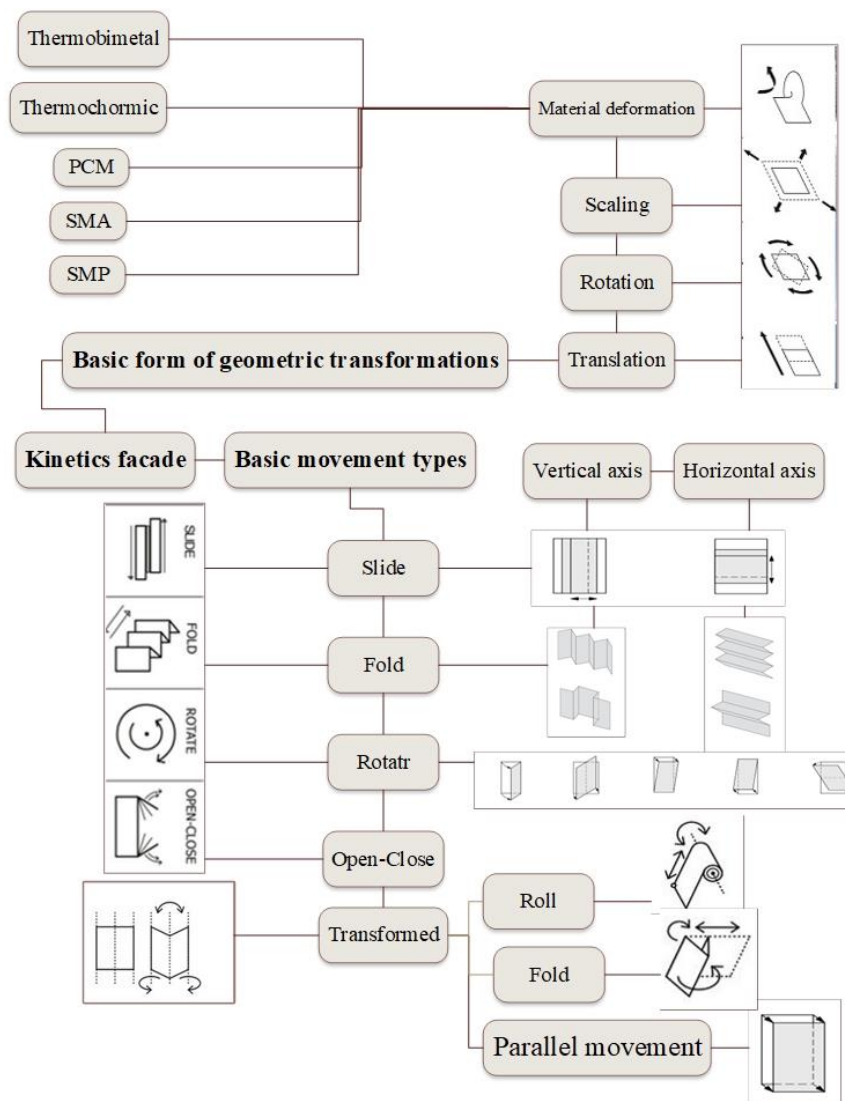 Thermobimetal
Thermochormic
Material deformation
PCM
Scaling
SMA
SMP
Rotation
Basic form of geometric transformations
Translation
Kinetics facade
Basic movement types
Vertical axis
Horizontal axis
SLIDE
Slide
FOLD
Fold
ROTATE
Rotatr
OPEN-CLOSE
Open-Close
Roll
Transformed
Fold
Parallel movement